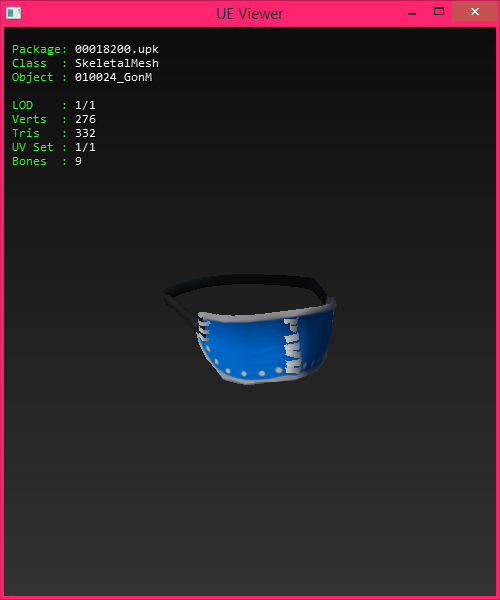 UE Viewer
Package: 00018200.upk
Class  : SkeletalMesh
Object : 010024_GonM
LOD    : 1/1
Verts  : 276
Tris   : 332
UV Set : 1/1
Bones  : 9